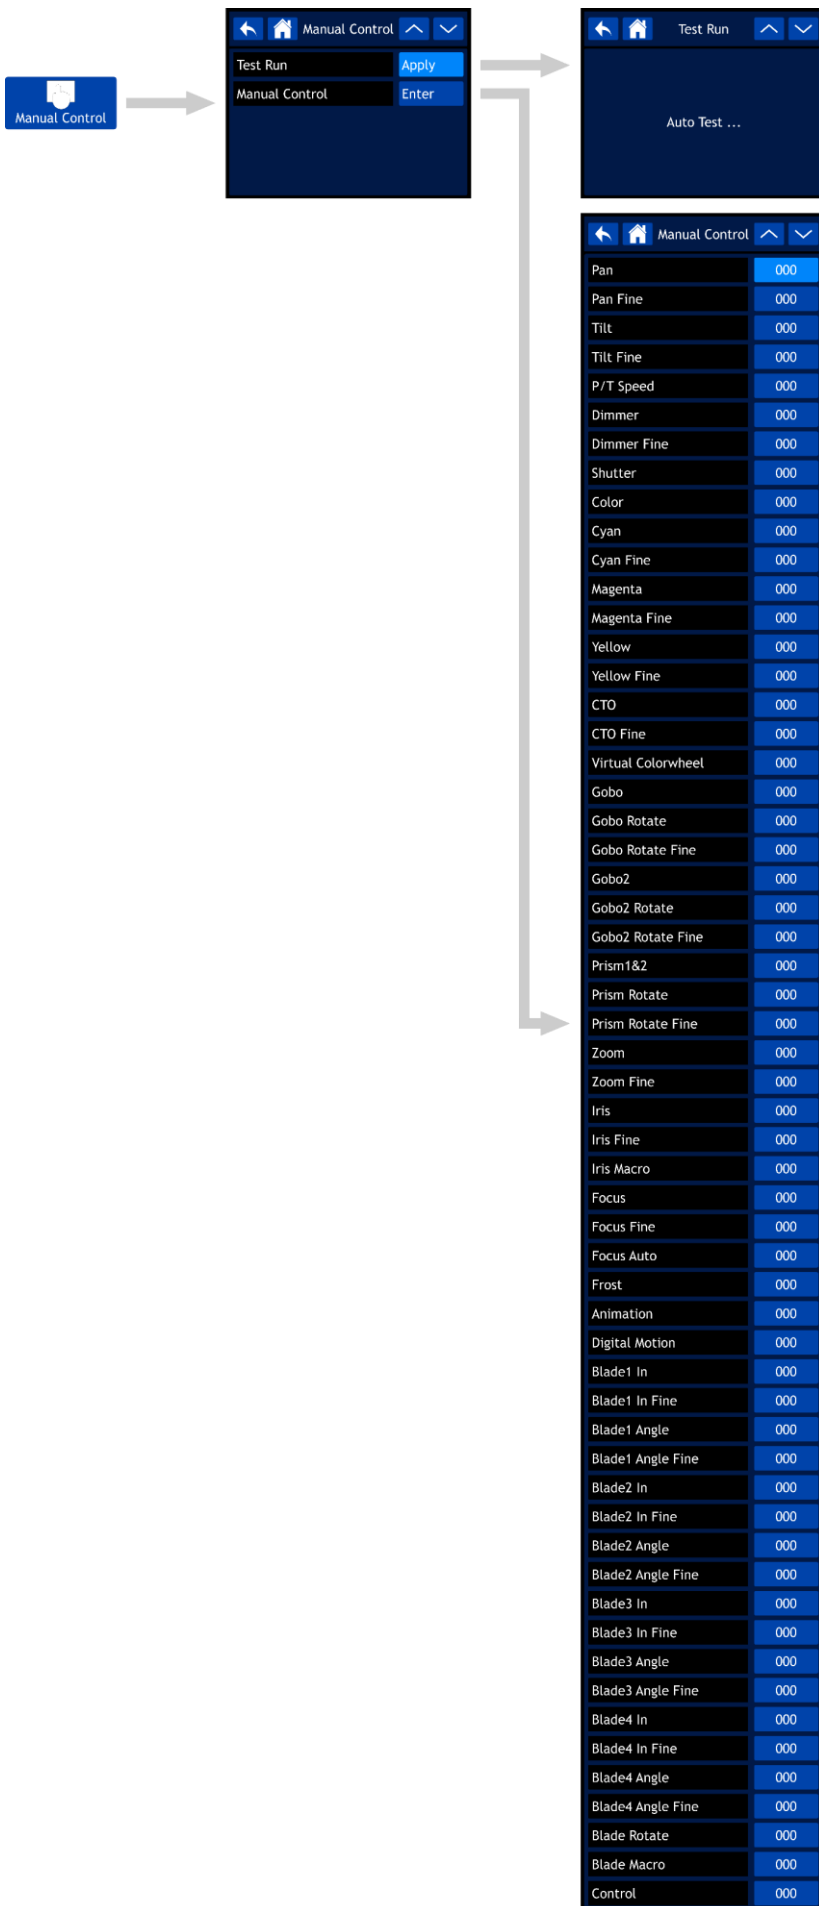 Manual Control
Manual Control
Test Run Apply
Manual Control Enter
Test Run
Auto Test ...
Manual Control
Pan 000
Pan Fine 000
Tilt 000
Tilt Fine 000
P/T Speed 000
Dimmer 000
Dimmer Fine 000
Shutter 000
Color 000
Cyan 000
Cyan Fine 000
Magenta 000
Magenta Fine 000
Yellow 000
Yellow Fine 000
CTO 000
CTO Fine 000
Virtual Colorwheel 000
Gobo 000
Gobo Rotate 000
Gobo Rotate Fine 000
Gobo2 000
Gobo2 Rotate 000
Gobo2 Rotate Fine 000
Prism1&2 000
Prism Rotate 000
Prism Rotate Fine 000
Zoom 000
Zoom Fine 000
Iris 000
Iris Fine 000
Iris Macro 000
Focus 000
Focus Fine 000
Focus Auto 000
Frost 000
Animation 000
Digital Motion 000
Blade1 In 000
Blade1 In Fine 000
Blade1 Angle 000
Blade1 Angle Fine 000
Blade2 In 000
Blade2 In Fine 000
Blade2 Angle 000
Blade2 Angle Fine 000
Blade3 In 000
Blade3 In Fine 000
Blade3 Angle 000
Blade3 Angle Fine 000
Blade4 In 000
Blade4 In Fine 000
Blade4 Angle 000
Blade4 Angle Fine 000
Blade Rotate 000
Blade Macro 000
Control 000